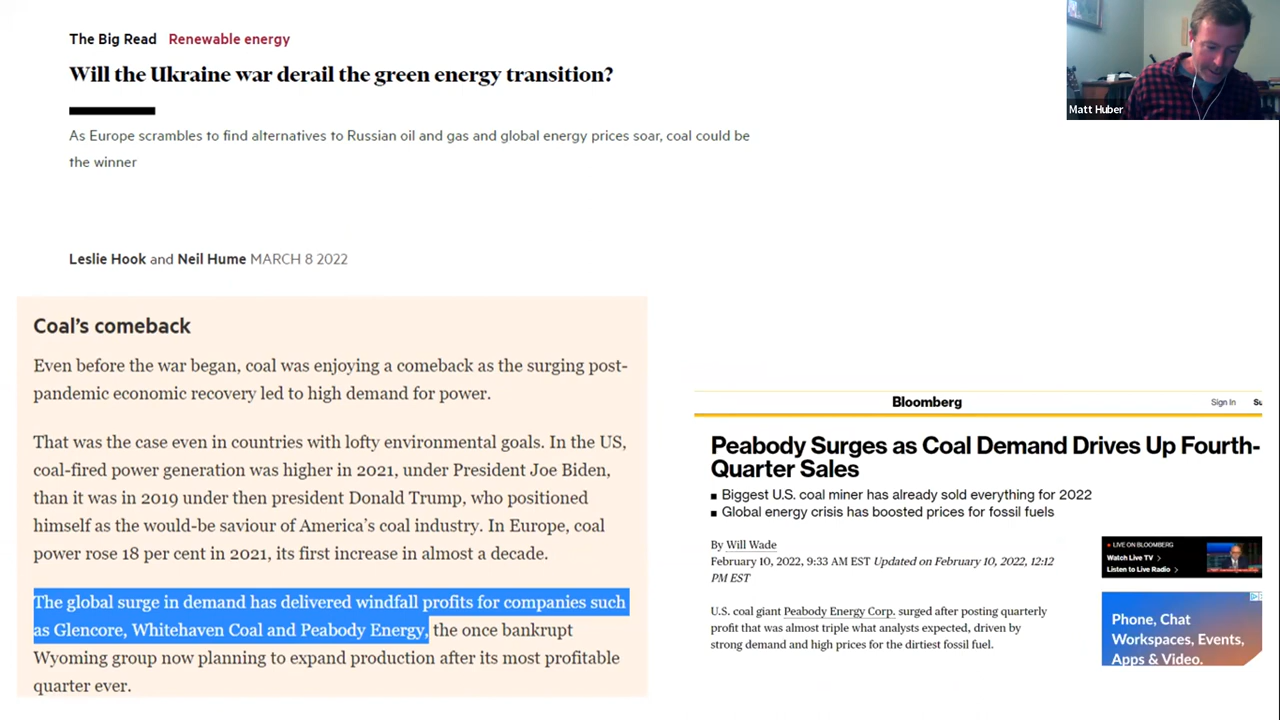 The Big Read Renewable energy
Will the Ukraine war derail the green energy transition?
As Europe scrambles to find alternatives to Russian oil and gas and global energy prices soar, coal could be
the winner
Leslie Hook and Neil Hume MARCH 8 2022
Matt Huber
Coal's comeback
Even before the war began, coal was enjoying a comeback as the surging post-
pandemic economic recovery led to high demand for power.
That was the case even in countries with lofty environmental goals. In the US,
coal-fired power generation was higher in 2021, under President Joe Biden,
than it was in 2019 under then president Donald Trump, who positioned
himself as the would-be saviour of America's coal industry. In Europe, coal
power rose 18 per cent in 2021, its first increase in almost a decade.
The global surge in demand has delivered windfall profits for companies such
as Glencore, Whitehaven Coal and Peabody Energy, the once bankrupt
Wyoming group now planning to expand production after its most profitable
quarter ever.
Bloomberg
Sign In
Su
Peabody Surges as Coal Demand Drives Up Fourth-
Quarter Sales
■ Biggest U.S. coal miner has already sold everything for 2022
■ Global energy crisis has boosted prices for fossil fuels
By Will Wade
February 10, 2022, 9:33 AM EST Updated on February 10, 2022, 12:12
PM EST
U.S. coal giant Peabody Energy Corp. surged after posting quarterly
profit that was almost triple what analysts expected, driven by
strong demand and high prices for the dirtiest fossil fuel.
LIVE ON BLOOMBERG
Watch Live TV >
Listen to Live Radio >
Phone, Chat
Workspaces, Events,
Apps & Video.